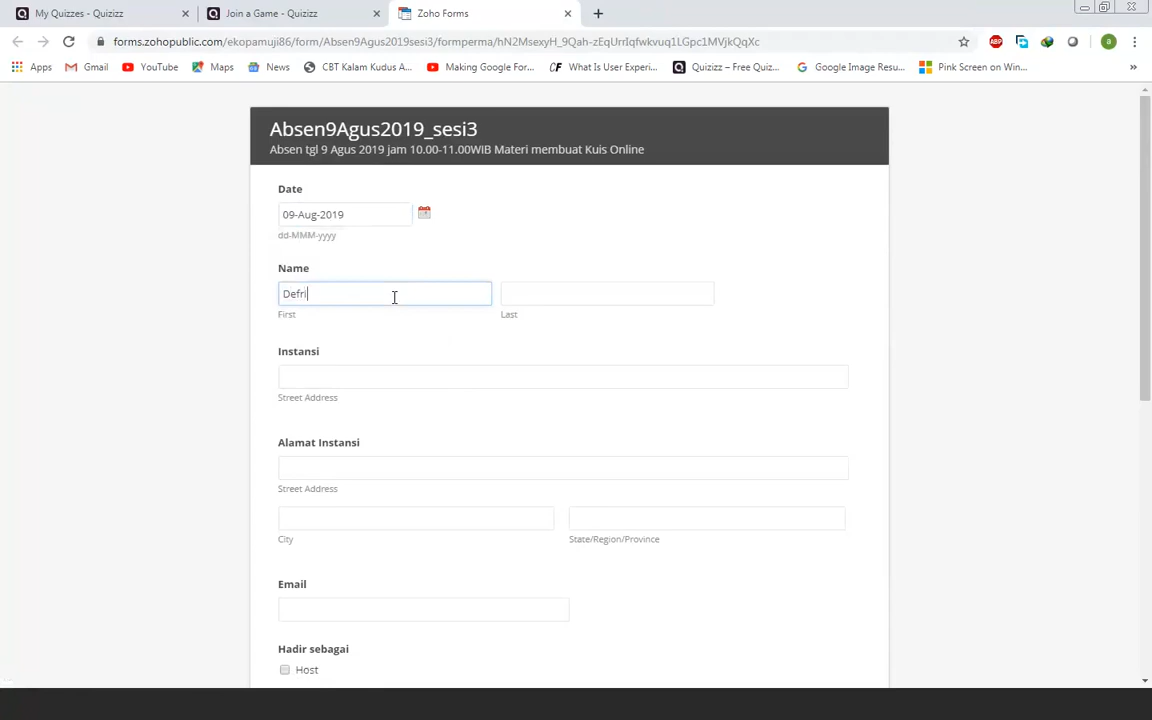 My Quizzes - Quizizz
Join a Game - Quizizz
Zoho Forms
forms.zohopublic.com/ekopamuji86/form/Absen9Agus2019sesi3/formperma/hN2MsexyH_9Qah-zEqUrrIqfwkvuq1lLGpc1MVjkQqXc
ABP
a
Apps
Gmail
YouTube
Maps
News
CBT Kalam Kudus A...
Making Google For...
CF What Is User Experi...
Quizizz – Free Quiz...
Google Image Resu...
Pink Screen on Win...
»
Absen9Agus2019_sesi3
Absen tgl 9 Agus 2019 jam 10.00-11.00WIB Materi membuat Kuis Online
Date
09-Aug-2019
dd-MMM-yyyy
Name
Defri
First
Last
Instansi
Street Address
Alamat Instansi
Street Address
City
State/Region/Province
Email
Hadir sebagai
Host